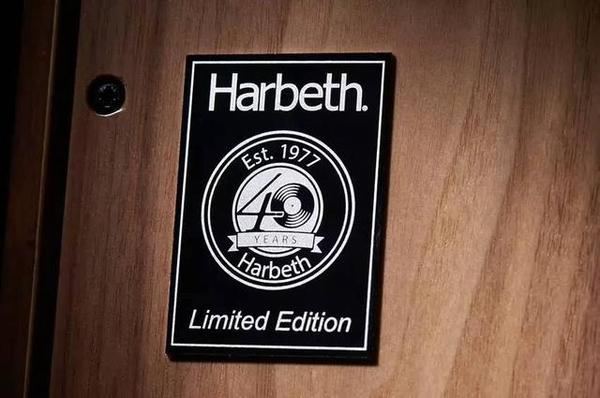 Harbeth.
Est. 1977
40
YEARS
Harbeth
Limited Edition